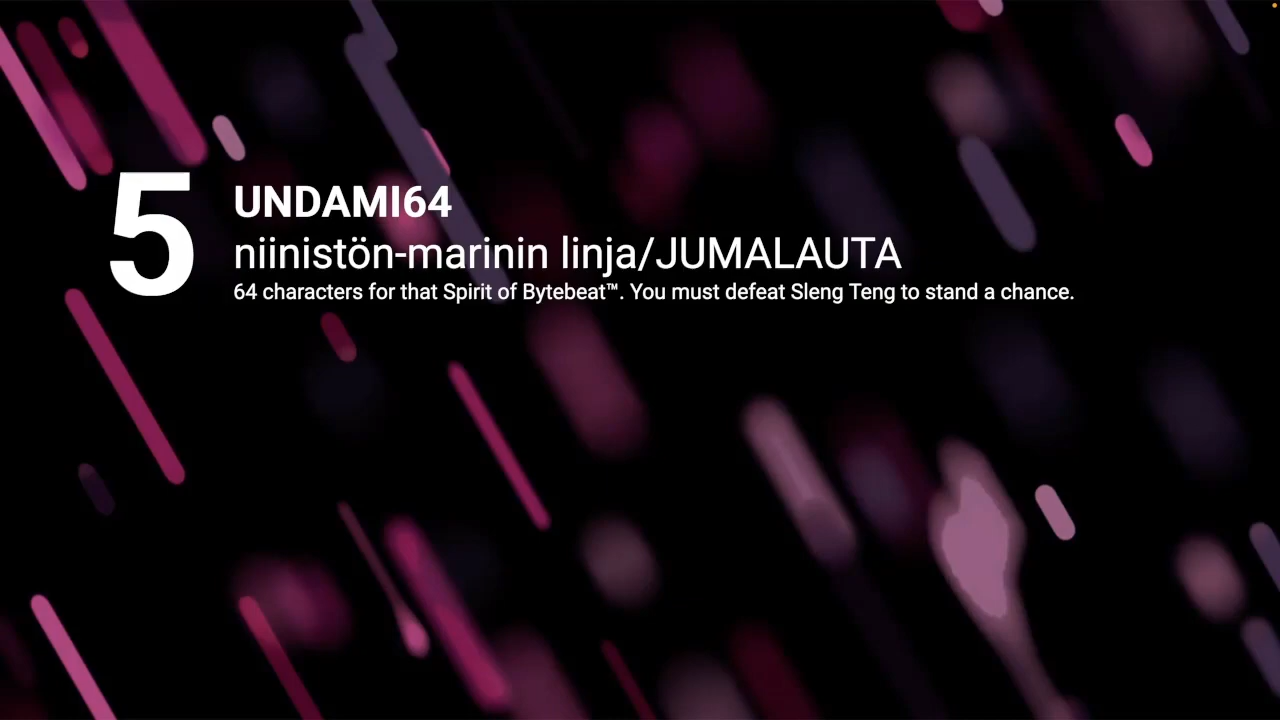 5
UNDAMI64
niinistön-marinin linja/JUMALAUTA
64 characters for that Spirit of Bytebeat™. You must defeat Sleng Teng to stand a chance.